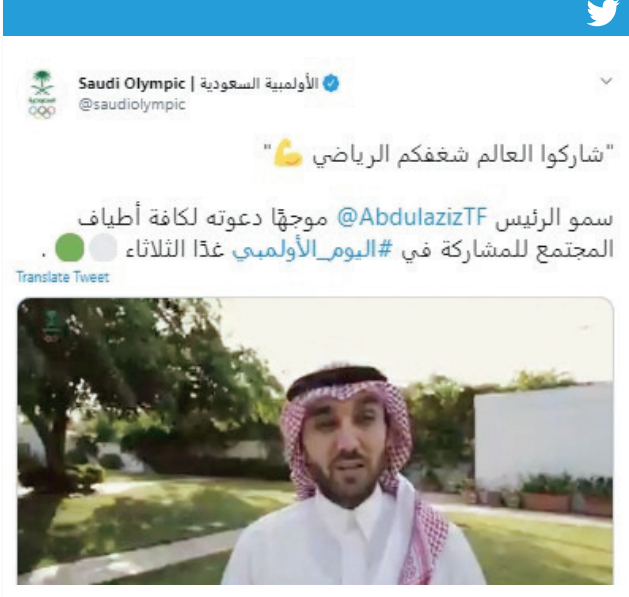 Saudi Olympic | الأولمبية السعودية
@saudiolympic
"شاركوا العالم شغفكم الرياضي 💪"
سمو الرئيس @AbdulazizTF موجهًا دعوته لكافة أطياف
المجتمع للمشاركة في #اليوم_الأولمبي غدًا الثلاثاء ⚪🟢 .
Translate Tweet